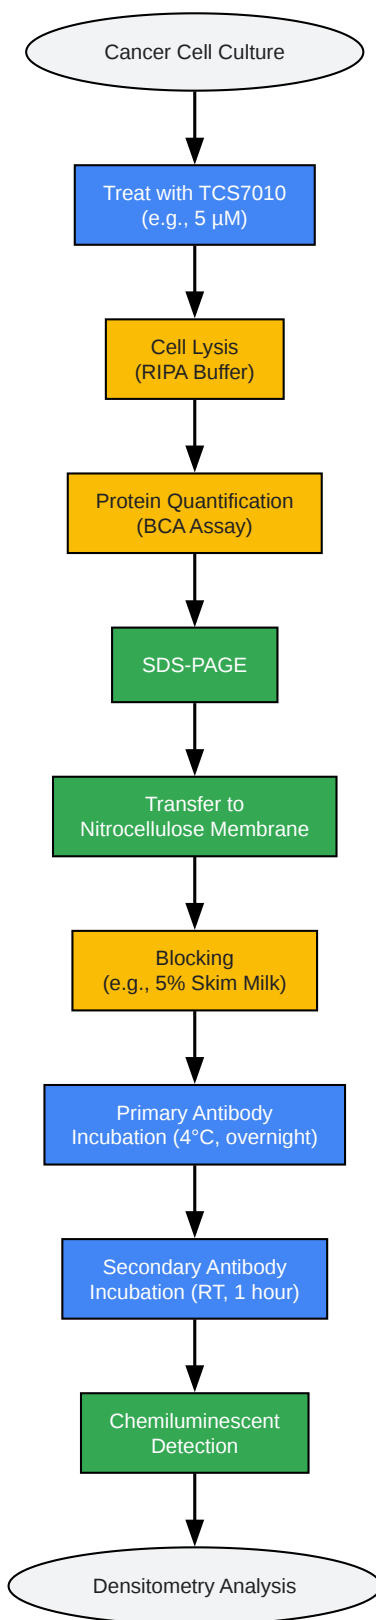 Cancer Cell Culture
Treat with TCS7010
(e.g., 5 µM)
Cell Lysis
(RIPA Buffer)
Protein Quantification
(BCA Assay)
SDS-PAGE
Transfer to
Nitrocellulose Membrane
Blocking
(e.g., 5% Skim Milk)
Primary Antibody
Incubation (4°C, overnight)
Secondary Antibody
Incubation (RT, 1 hour)
Chemiluminescent
Detection
Densitometry Analysis